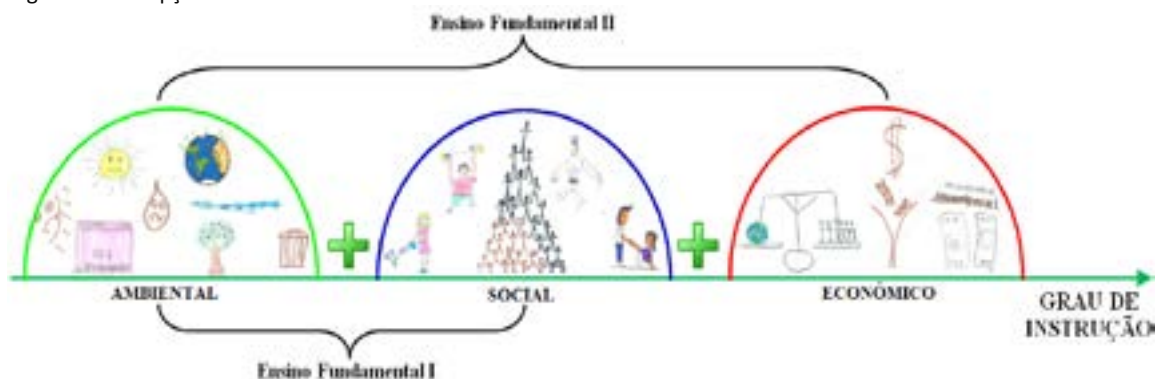 Ensino Fundamental II
AMBIENTAL
SOCIAL
ECONÔMICO
GRAU DE
INSTRUÇÃO
Ensino Fundamental I